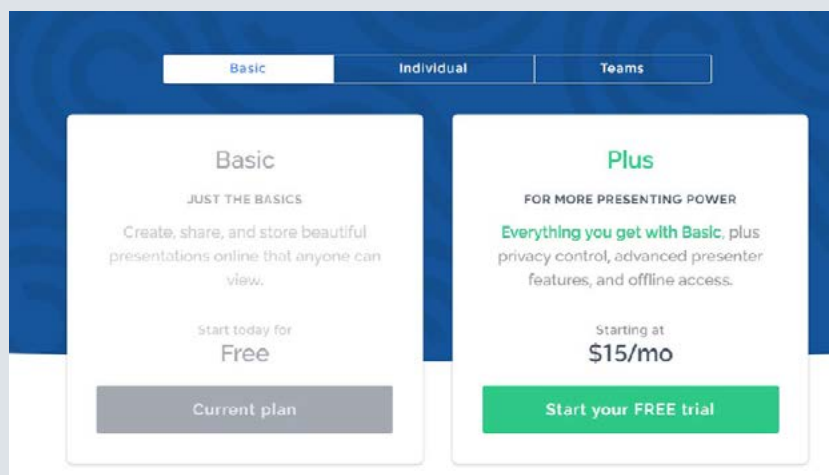 Basic
Individual
Teams
Basic
JUST THE BASICS
Create, share, and store beautiful
presentations online that anyone can
view.
Start today for
Free
Current plan
Plus
FOR MORE PRESENTING POWER
Everything you get with Basic, plus
privacy control, advanced presenter
features, and offline access.
Starting at
$15/mo
Start your FREE trial